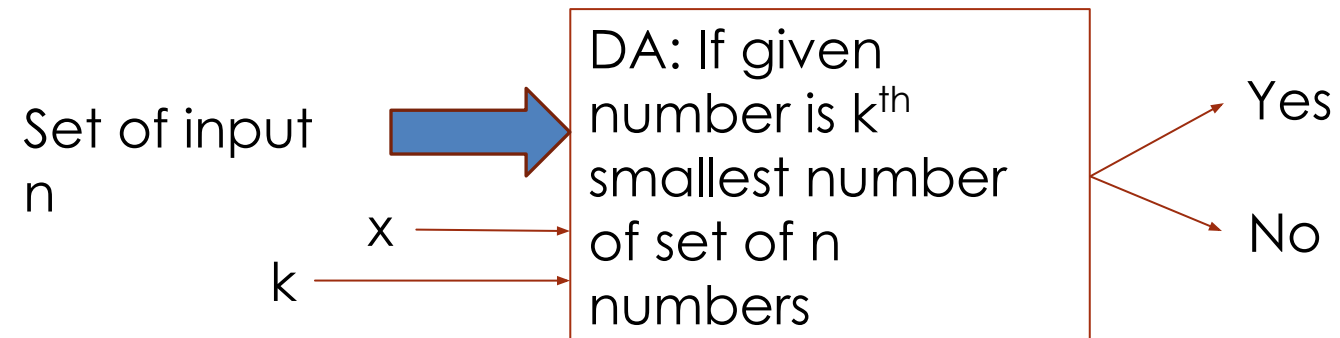 Set of input
n
x
k
DA: If given
number is kth
smallest number
of set of n
numbers
Yes
No